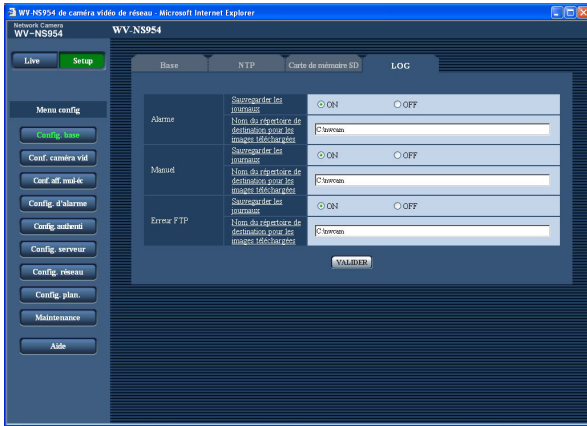 WV-NS954 de caméra vidéo de réseau - Microsoft Internet Explorer
Network Camera
WV-NS954
WV-NS954
Live
Setup
Base
NTP
Carte de mémoire SD
LOG
Menu config
Config. base
Conf. caméra vid
Conf. aff. mul-éc
Config. d'alarme
Config. authenti
Config. serveur
Config. réseau
Config. plan.
Maintenance
Aide
Alarme
Sauvegarder les
journaux
ON
OFF
Nom du répertoire de
destination pour les
images téléchargées
C:\nwcam
Manuel
Sauvegarder les
journaux
ON
OFF
Nom du répertoire de
destination pour les
images téléchargées
C:\nwcam
Erreur FTP
Sauvegarder les
journaux
ON
OFF
Nom du répertoire de
destination pour les
images téléchargées
C:\nwcam
VALIDER